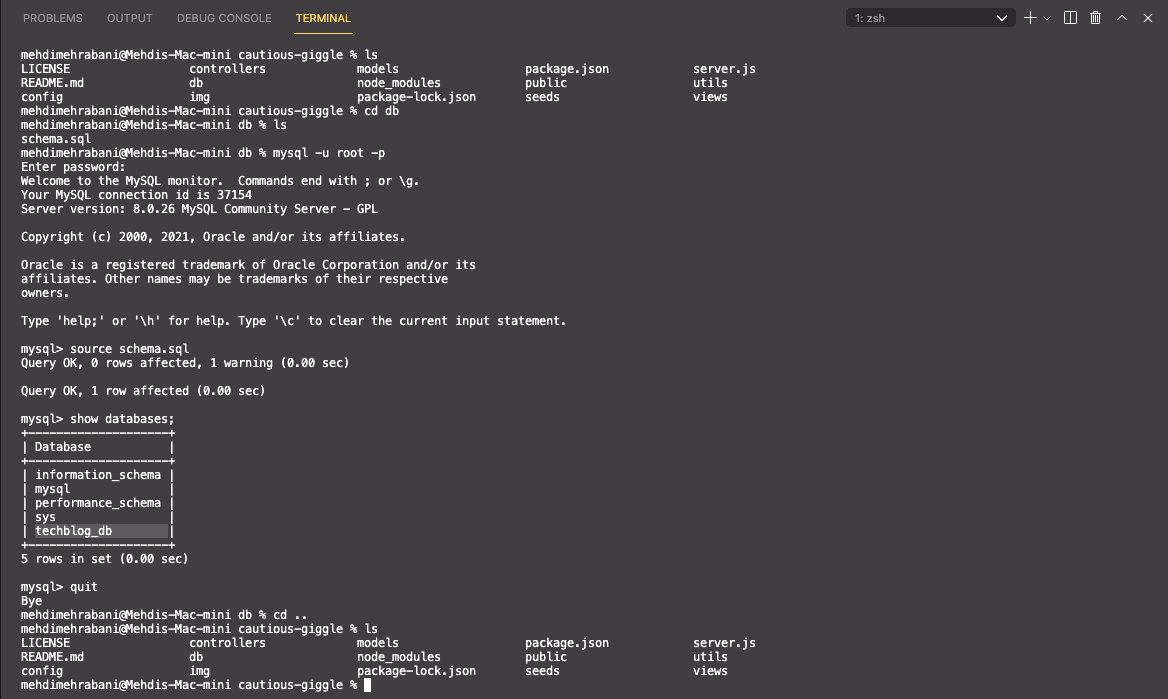 PROBLEMS OUTPUT DEBUG CONSOLE TERMINAL 1: zsh
mehdimehrabani@Mehdis-Mac-mini cautious-giggle % ls
LICENSE controllers models package.json server.js
README.md db node_modules public utils
config img package-lock.json seeds views
mehdimehrabani@Mehdis-Mac-mini cautious-giggle % cd db
mehdimehrabani@Mehdis-Mac-mini db % ls
schema.sql
mehdimehrabani@Mehdis-Mac-mini db % mysql -u root -p
Enter password:
Welcome to the MySQL monitor.  Commands end with ; or \g.
Your MySQL connection id is 37154
Server version: 8.0.26 MySQL Community Server - GPL
Copyright (c) 2000, 2021, Oracle and/or its affiliates.
Oracle is a registered trademark of Oracle Corporation and/or its
affiliates. Other names may be trademarks of their respective
owners.
Type 'help;' or '\h' for help. Type '\c' to clear the current input statement.
mysql> source schema.sql
Query OK, 0 rows affected, 1 warning (0.00 sec)
Query OK, 1 row affected (0.00 sec)
mysql> show databases;
+--------------------+
| Database           |
+--------------------+
| information_schema |
| mysql              |
| performance_schema |
| sys                |
| techblog_db        |
+--------------------+
5 rows in set (0.00 sec)
mysql> quit
Bye
mehdimehrabani@Mehdis-Mac-mini db % cd ..
mehdimehrabani@Mehdis-Mac-mini cautious-giggle % ls
LICENSE controllers models package.json server.js
README.md db node_modules public utils
config img package-lock.json seeds views
mehdimehrabani@Mehdis-Mac-mini cautious-giggle %